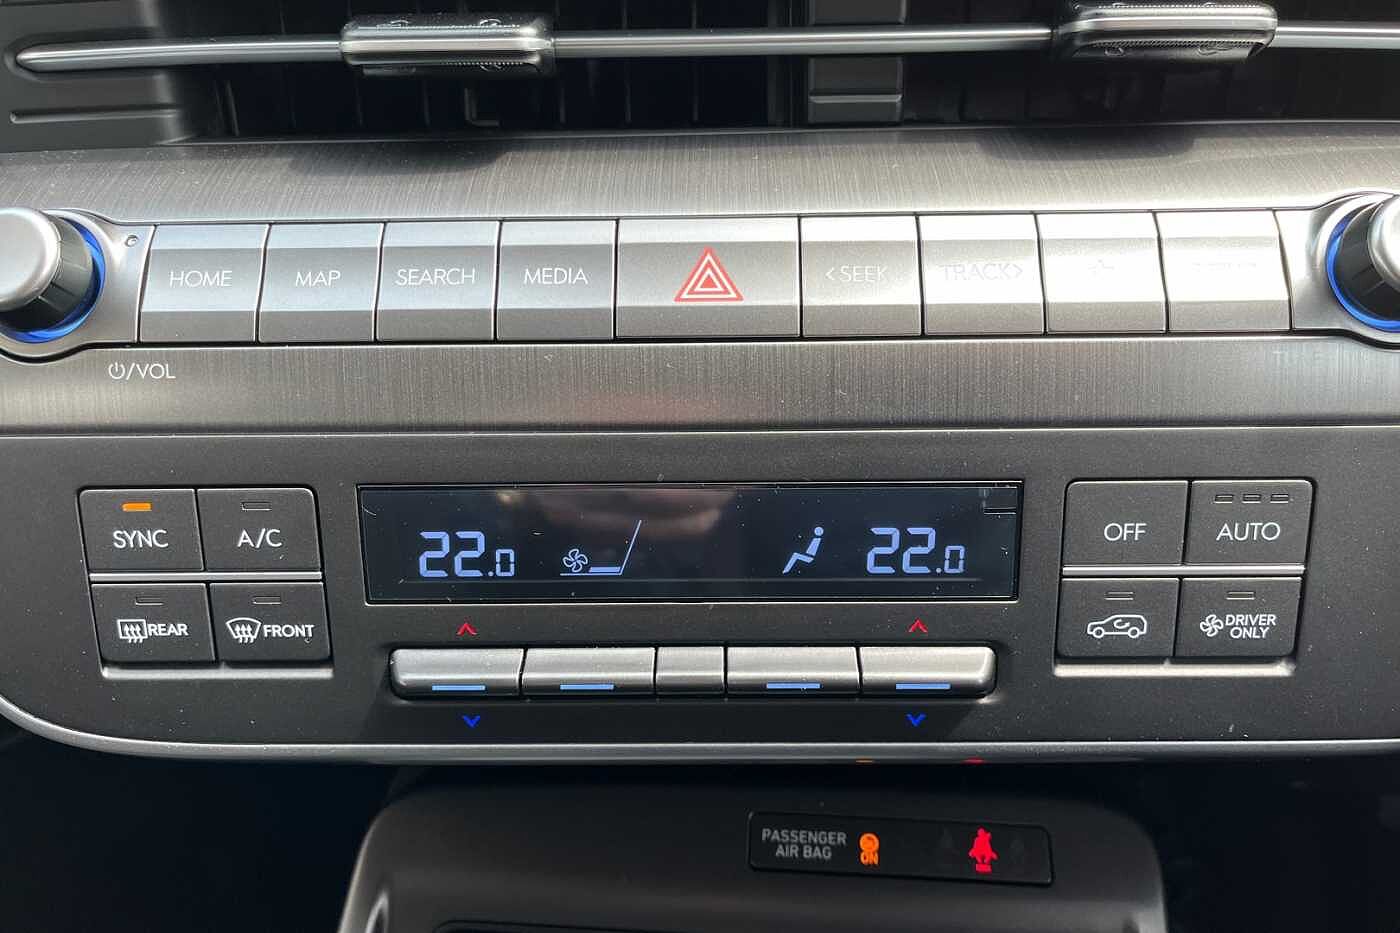 HOME
MAP
SEARCH
MEDIA
<SEEK
TRACK>
/VOL
SYNC
A/C
22.0
22.0
OFF
AUTO
REAR
FRONT
DRIVER
ONLY
PASSENGER
AIR BAG
ON